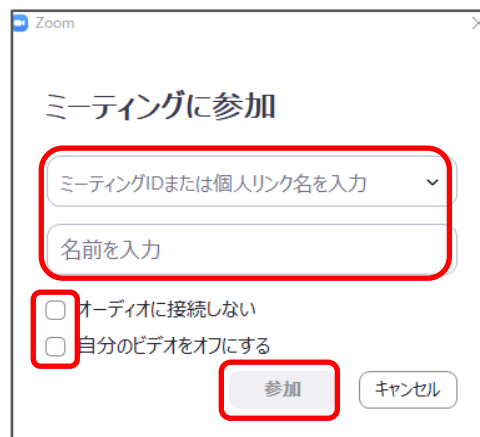 Zoom
ミーティングに参加
ミーティングIDまたは個人リンク名を入力
名前を入力
オーディオに接続しない
自分のビデオをオフにする
参加 キャンセル